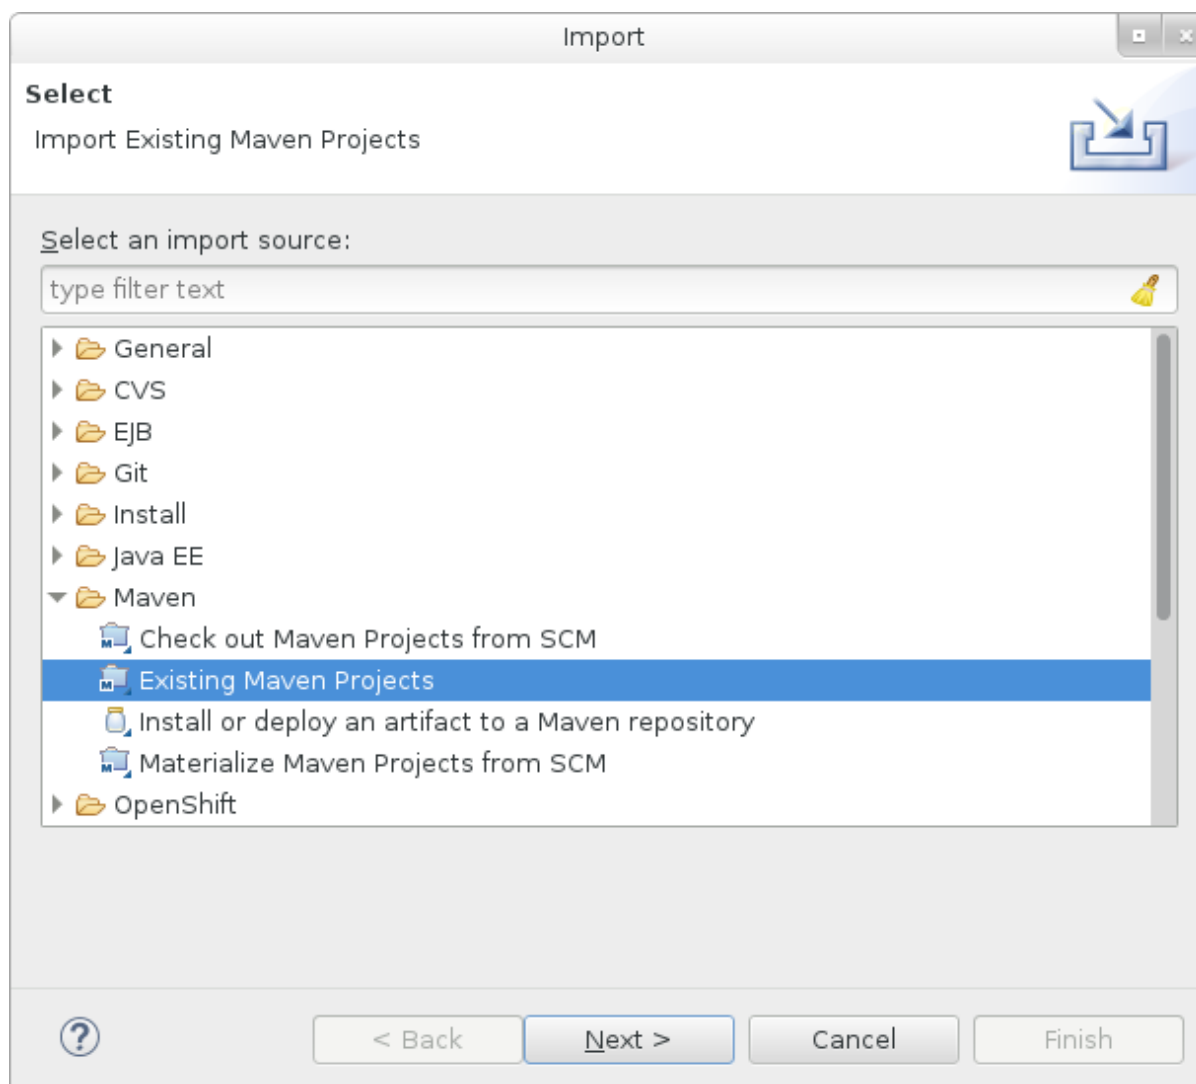 Import
Select
Import Existing Maven Projects
Select an import source:
type filter text
General
CVS
EJB
Git
Install
Java EE
Maven
Check out Maven Projects from SCM
Existing Maven Projects
Install or deploy an artifact to a Maven repository
Materialize Maven Projects from SCM
OpenShift
? < Back Next > Cancel Finish